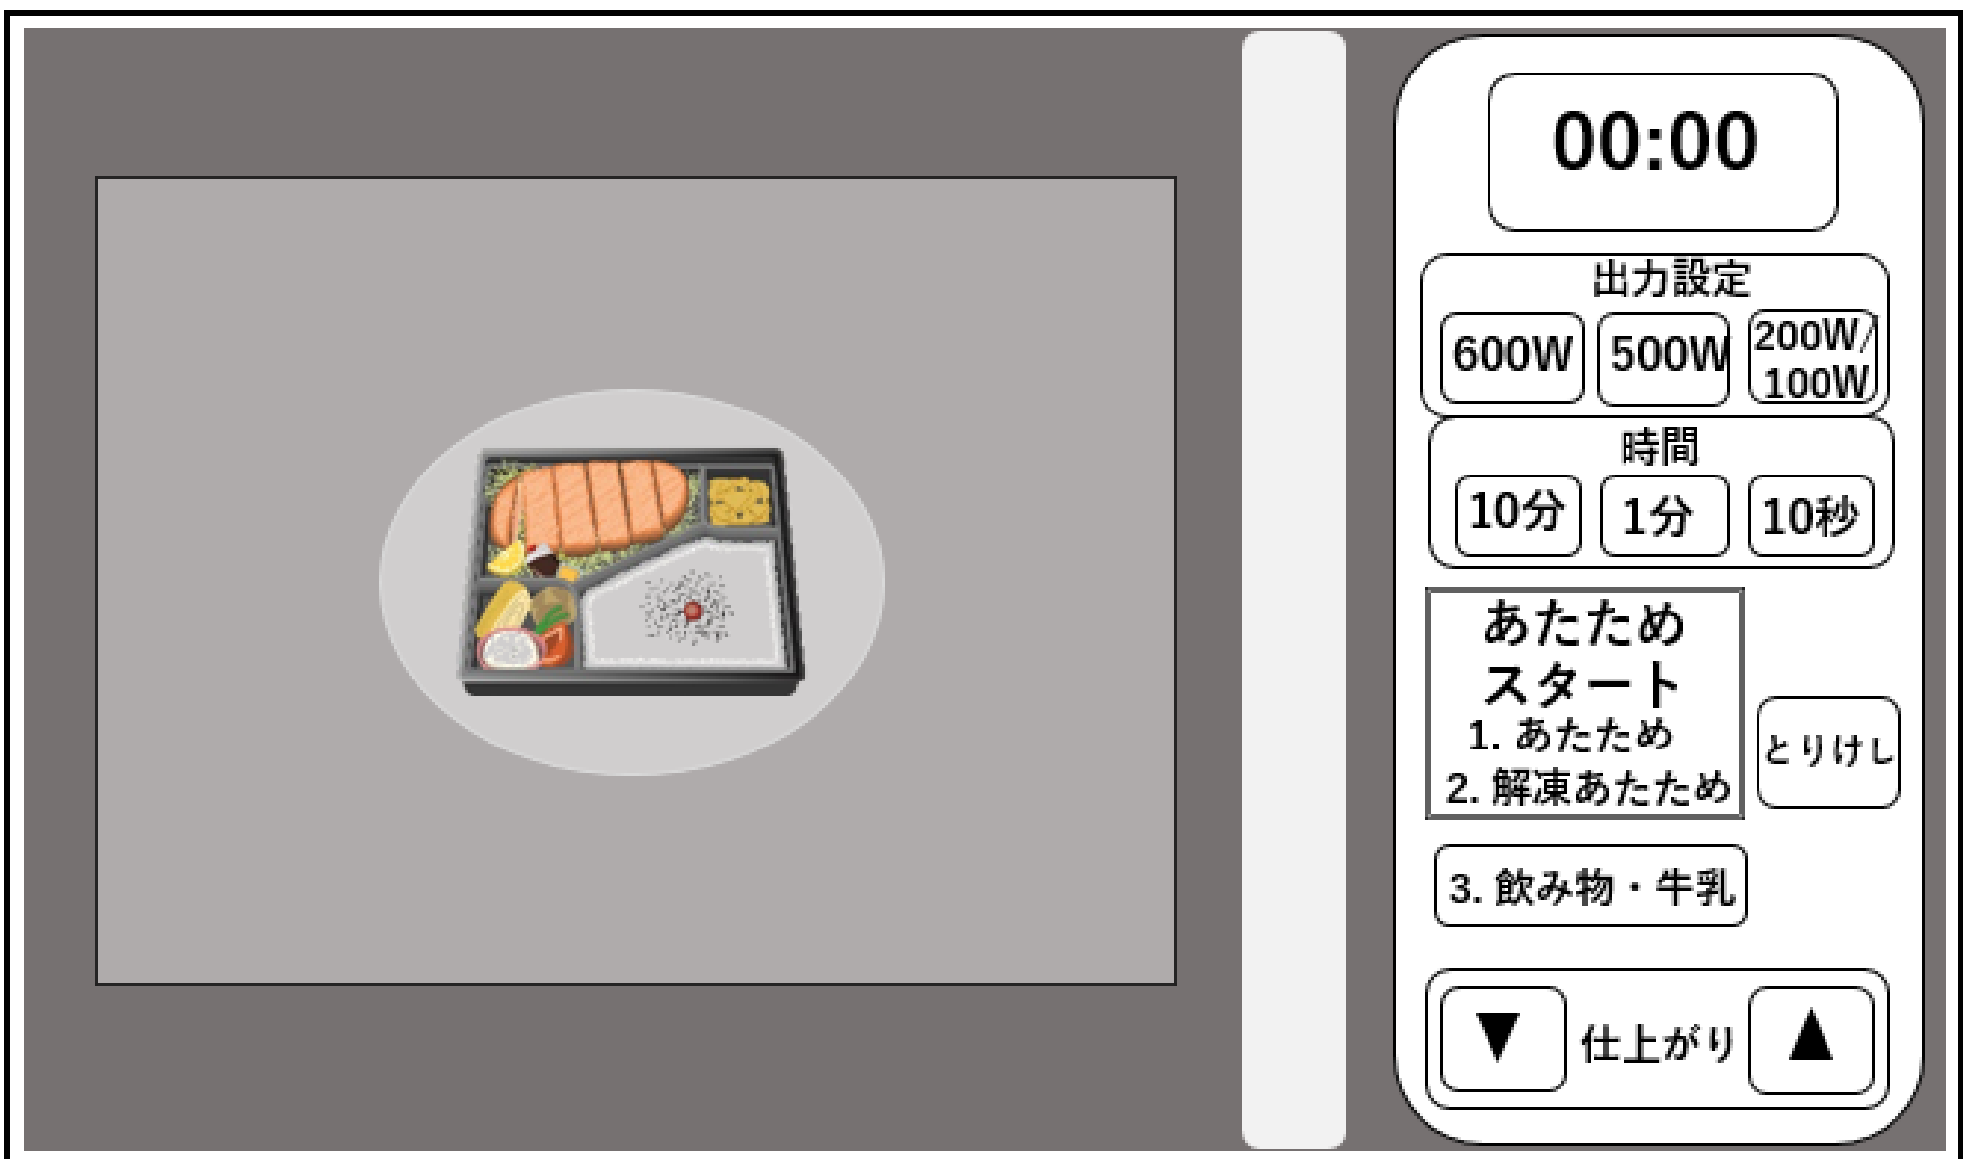 00:00
出力設定
600W 500W 200W/
100W
時間
10分 1分 10秒
あたため
スタート
1. あたため
2. 解凍あたため
とりけし
3. 飲み物・牛乳
▼ 仕上がり ▲